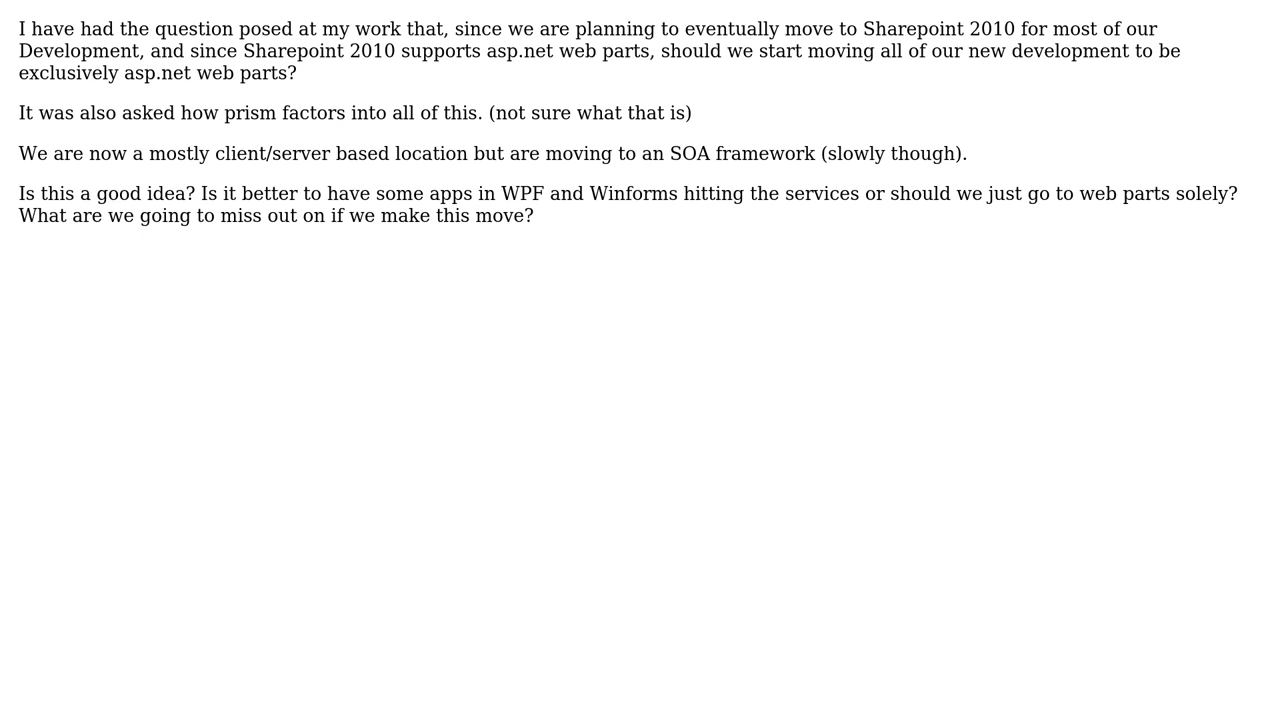 I have had the question posed at my work that, since we are planning to eventually move to Sharepoint 2010 for most of our
Development, and since Sharepoint 2010 supports asp.net web parts, should we start moving all of our new development to be
exclusively asp.net web parts?
It was also asked how prism factors into all of this. (not sure what that is)
We are now a mostly client/server based location but are moving to an SOA framework (slowly though).
Is this a good idea? Is it better to have some apps in WPF and Winforms hitting the services or should we just go to web parts solely?
What are we going to miss out on if we make this move?